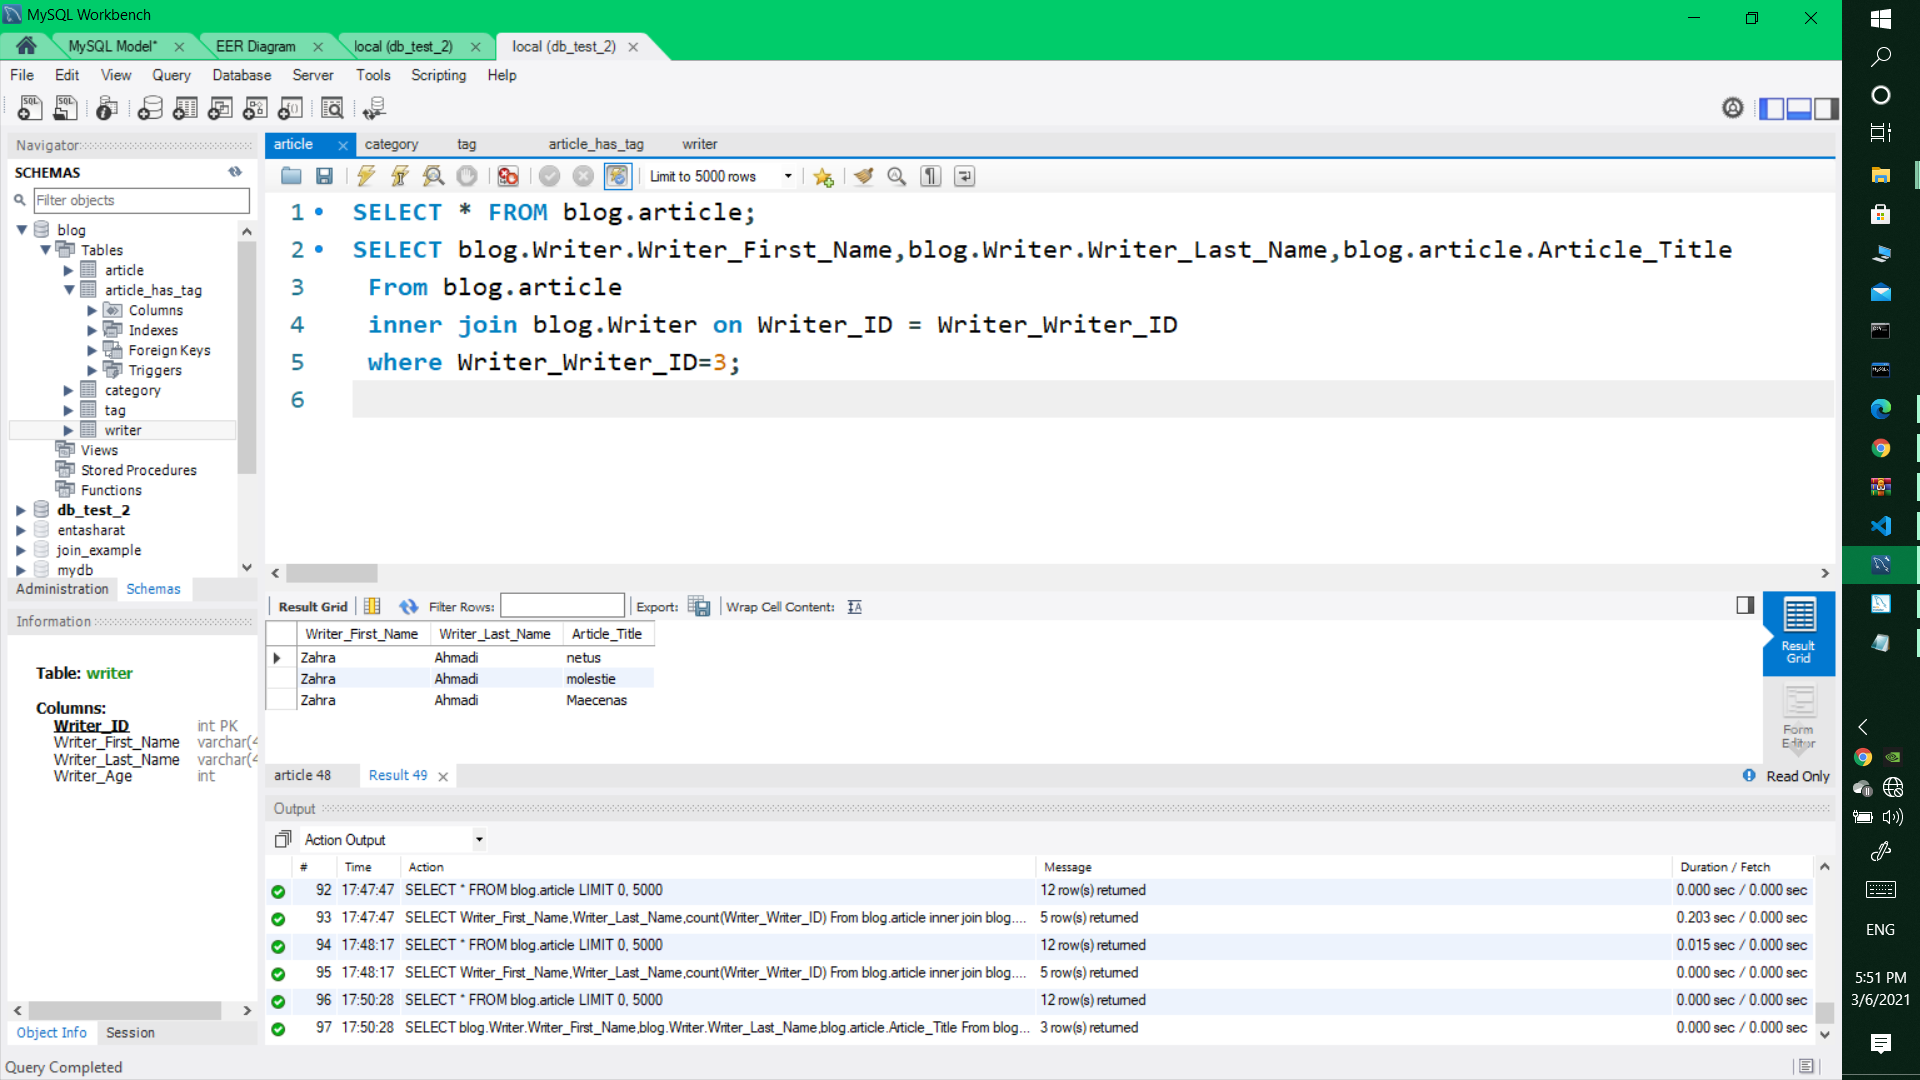 MySQL Workbench
MySQL Model*
EER Diagram
local (db_test_2)
local (db_test_2)
File Edit View Query Database Server Tools Scripting Help
Navigator
SCHEMAS
Filter objects
blog
Tables
article
article_has_tag
Columns
Indexes
Foreign Keys
Triggers
category
tag
writer
Views
Stored Procedures
Functions
db_test_2
entasharat
join_example
mydb
Administration Schemas
Information
Table: writer
Columns:
Writer_ID int PK
Writer_First_Name varchar(4
Writer_Last_Name varchar(4
Writer_Age int
Object Info Session
Query Completed
article category tag article_has_tag writer
Limit to 5000 rows
1 SELECT * FROM blog.article;
2 SELECT blog.Writer.Writer_First_Name,blog.Writer.Writer_Last_Name,blog.article.Article_Title
3 From blog.article
4 inner join blog.Writer on Writer_ID = Writer_Writer_ID
5 where Writer_Writer_ID=3;
6
Result Grid Filter Rows: Export: Wrap Cell Content:
Writer_First_Name Writer_Last_Name Article_Title
Zahra Ahmadi netus
Zahra Ahmadi molestie
Zahra Ahmadi Maecenas
Result
Grid
Form
Editor
article 48 Result 49
Read Only
Output
Action Output
# Time Action Message Duration / Fetch
92 17:47:47 SELECT * FROM blog.article LIMIT 0, 5000 12 row(s) returned 0.000 sec / 0.000 sec
93 17:47:47 SELECT Writer_First_Name,Writer_Last_Name,count(Writer_Writer_ID) From blog.article inner join blog.... 5 row(s) returned 0.203 sec / 0.000 sec
94 17:48:17 SELECT * FROM blog.article LIMIT 0, 5000 12 row(s) returned 0.015 sec / 0.000 sec
95 17:48:17 SELECT Writer_First_Name,Writer_Last_Name,count(Writer_Writer_ID) From blog.article inner join blog.... 5 row(s) returned 0.000 sec / 0.000 sec
96 17:50:28 SELECT * FROM blog.article LIMIT 0, 5000 12 row(s) returned 0.000 sec / 0.000 sec
97 17:50:28 SELECT blog.Writer.Writer_First_Name,blog.Writer.Writer_Last_Name,blog.article.Article_Title From blog... 3 row(s) returned 0.000 sec / 0.000 sec
ENG
5:51 PM
3/6/2021